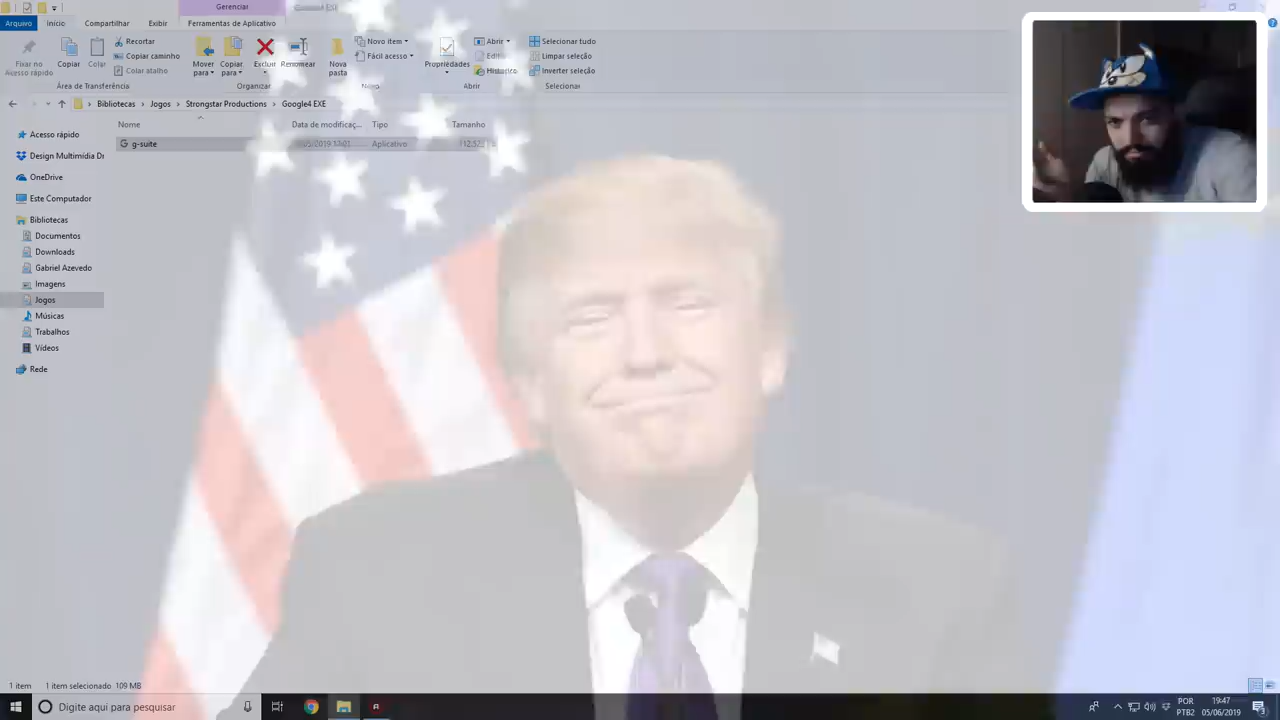 Gerenciar
Google4 EXE
Arquivo Início Compartilhar Exibir Ferramentas de Aplicativo
Fixar no Acesso rápido
Copiar
Colar
Recortar
Copiar caminho
Colar atalho
Área de Transferência
Mover para
Copiar para
Excluir
Renomear
Organizar
Nova pasta
Novo item
Fácil acesso
Novo
Propriedades
Abrir
Histórico
Abrir
Selecionar tudo
Limpar seleção
Inverter seleção
Selecionar
Bibliotecas Jogos Strongstar Productions Google4 EXE
Nome Data de modificaç... Tipo Tamanho
g-suite Aplicativo
Acesso rápido
Design Multimídia Dr
OneDrive
Este Computador
Bibliotecas
Documentos
Downloads
Gabriel Azevedo
Imagens
Jogos
Músicas
Trabalhos
Vídeos
Rede
1 item 1 item selecionado 109 MB
Digite aqui para pesquisar
POR
PTB2
19:47
05/06/2019
3